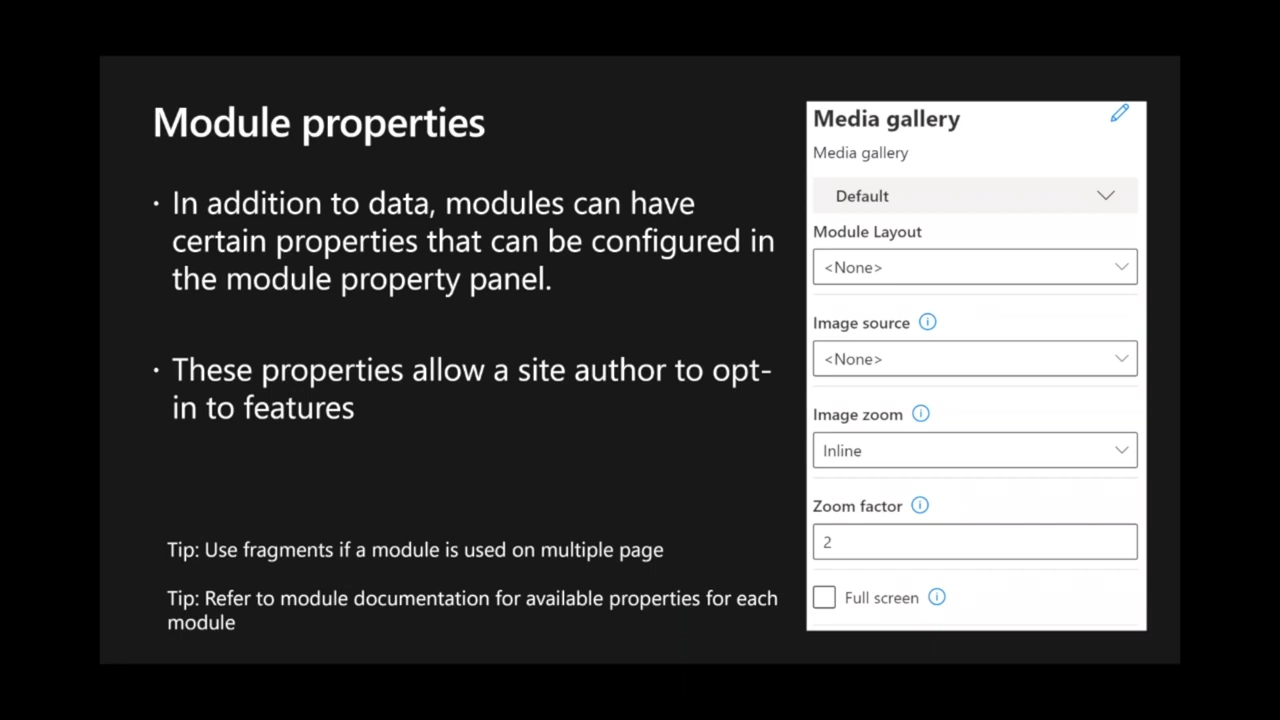 Module properties
• In addition to data, modules can have
certain properties that can be configured in
the module property panel.
• These properties allow a site author to opt-
in to features
Tip: Use fragments if a module is used on multiple page
Tip: Refer to module documentation for available properties for each
module
Media gallery
Media gallery
Default
Module Layout
<None>
Image source
<None>
Image zoom
Inline
Zoom factor
2
Full screen